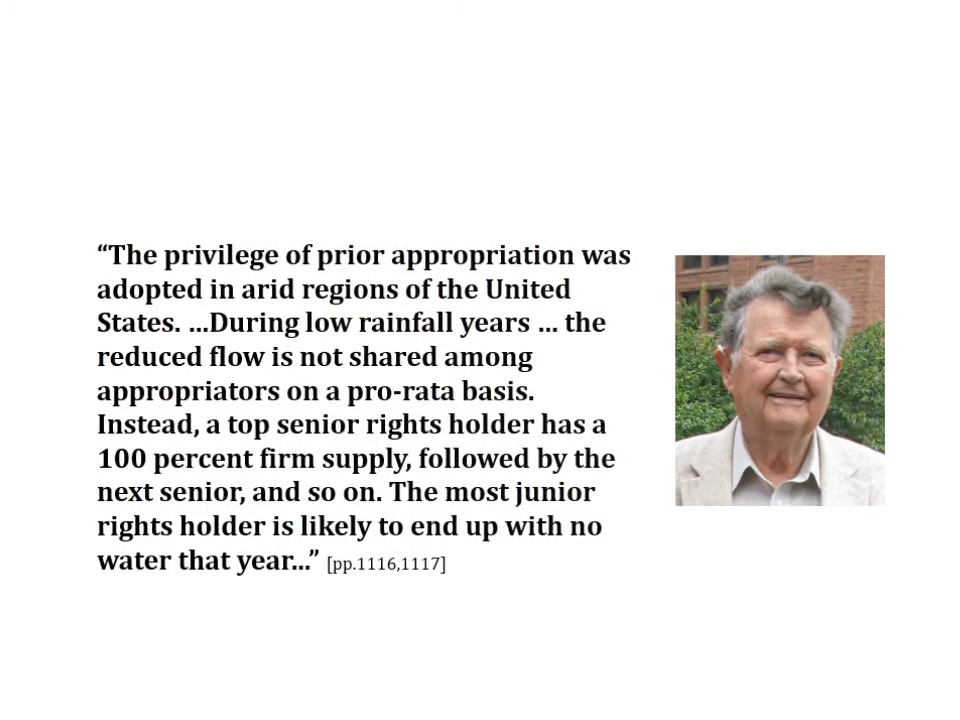 “The privilege of prior appropriation was
adopted in arid regions of the United
States. …During low rainfall years … the
reduced flow is not shared among
appropriators on a pro-rata basis.
Instead, a top senior rights holder has a
100 percent firm supply, followed by the
next senior, and so on. The most junior
rights holder is likely to end up with no
water that year…” [pp.1116,1117]